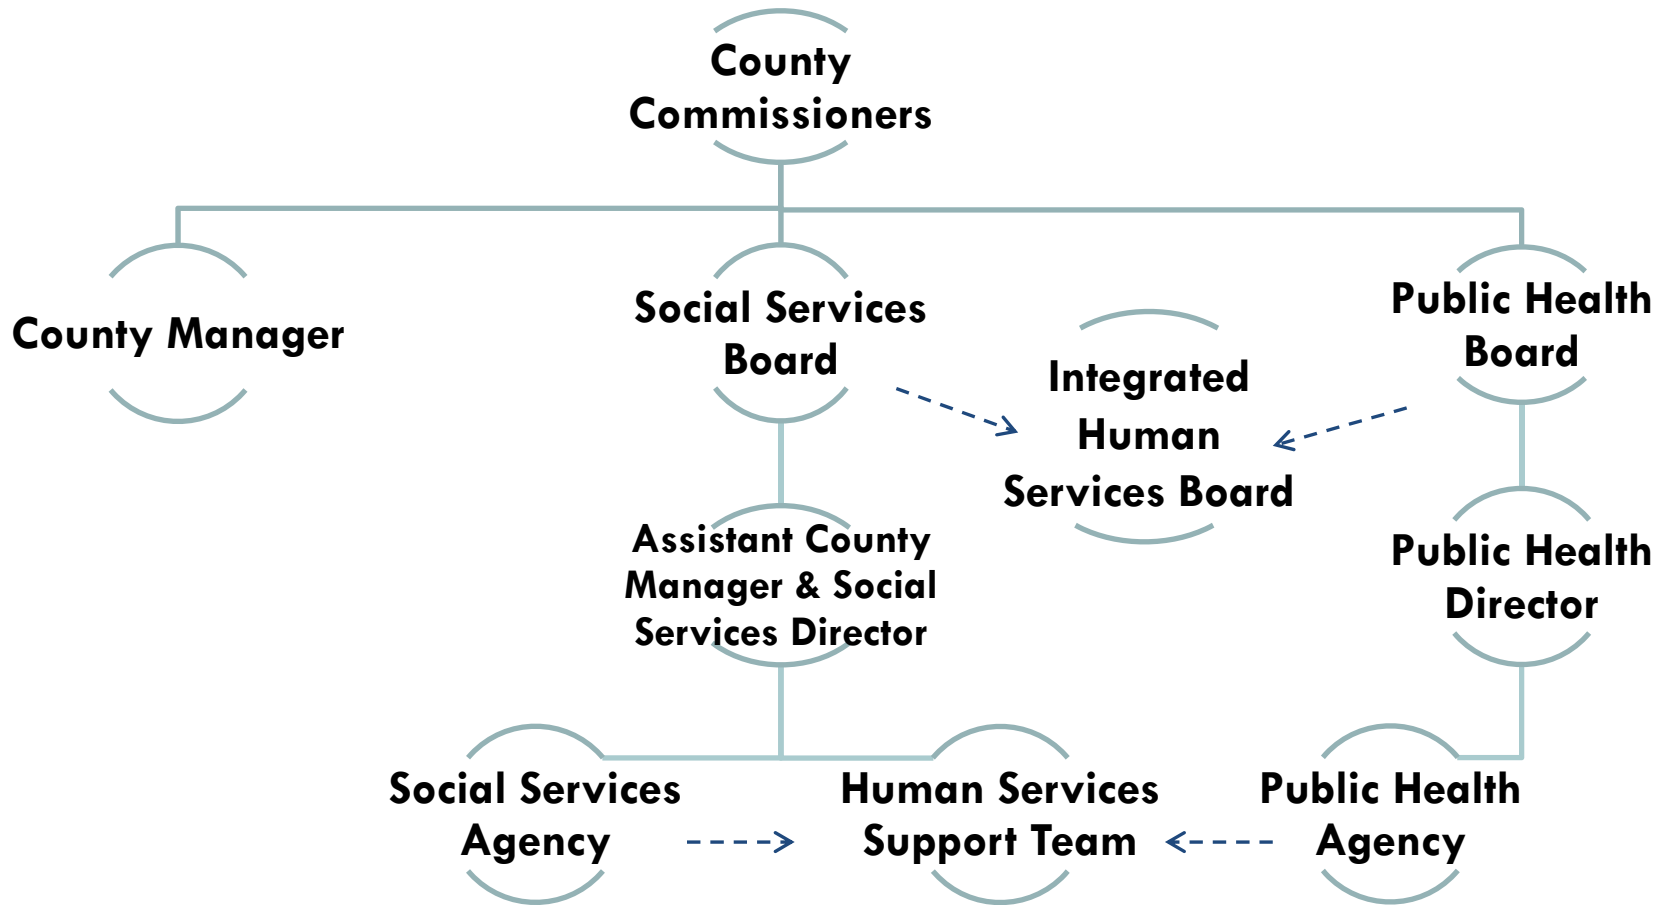 County
Commissioners
County Manager
Social Services
Board
Integrated
Human
Services Board
Public Health
Board
Assistant County
Manager & Social
Services Director
Public Health
Director
Social Services
Agency
Human Services
Support Team
Public Health
Agency